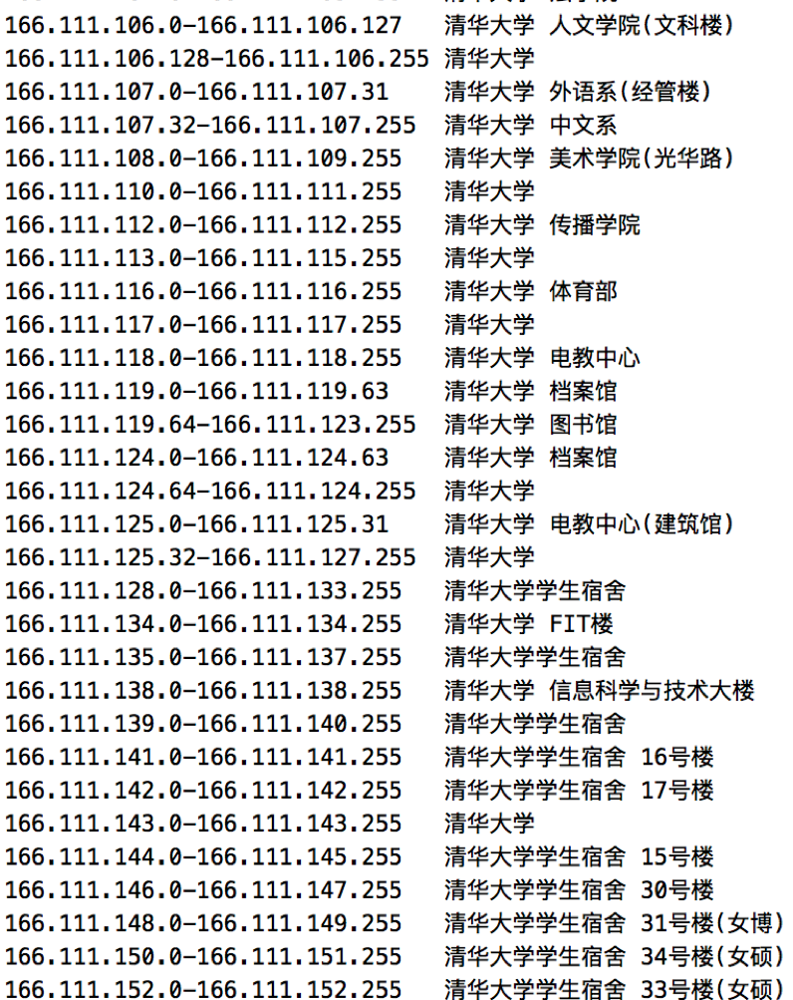 166.111.106.0-166.111.106.127 清华大学 人文学院(文科楼)
166.111.106.128-166.111.106.255 清华大学
166.111.107.0-166.111.107.31 清华大学 外语系(经管楼)
166.111.107.32-166.111.107.255 清华大学 中文系
166.111.108.0-166.111.109.255 清华大学 美术学院(光华路)
166.111.110.0-166.111.111.255 清华大学
166.111.112.0-166.111.112.255 清华大学 传播学院
166.111.113.0-166.111.115.255 清华大学
166.111.116.0-166.111.116.255 清华大学 体育部
166.111.117.0-166.111.117.255 清华大学
166.111.118.0-166.111.118.255 清华大学 电教中心
166.111.119.0-166.111.119.63 清华大学 档案馆
166.111.119.64-166.111.123.255 清华大学 图书馆
166.111.124.0-166.111.124.63 清华大学 档案馆
166.111.124.64-166.111.124.255 清华大学
166.111.125.0-166.111.125.31 清华大学 电教中心(建筑馆)
166.111.125.32-166.111.127.255 清华大学
166.111.128.0-166.111.133.255 清华大学学生宿舍
166.111.134.0-166.111.134.255 清华大学 FIT楼
166.111.135.0-166.111.137.255 清华大学学生宿舍
166.111.138.0-166.111.138.255 清华大学 信息科学与技术大楼
166.111.139.0-166.111.140.255 清华大学学生宿舍
166.111.141.0-166.111.141.255 清华大学学生宿舍 16号楼
166.111.142.0-166.111.142.255 清华大学学生宿舍 17号楼
166.111.143.0-166.111.143.255 清华大学
166.111.144.0-166.111.145.255 清华大学学生宿舍 15号楼
166.111.146.0-166.111.147.255 清华大学学生宿舍 30号楼
166.111.148.0-166.111.149.255 清华大学学生宿舍 31号楼(女博)
166.111.150.0-166.111.151.255 清华大学学生宿舍 34号楼(女硕)
166.111.152.0-166.111.152.255 清华大学学生宿舍 33号楼(女硕)